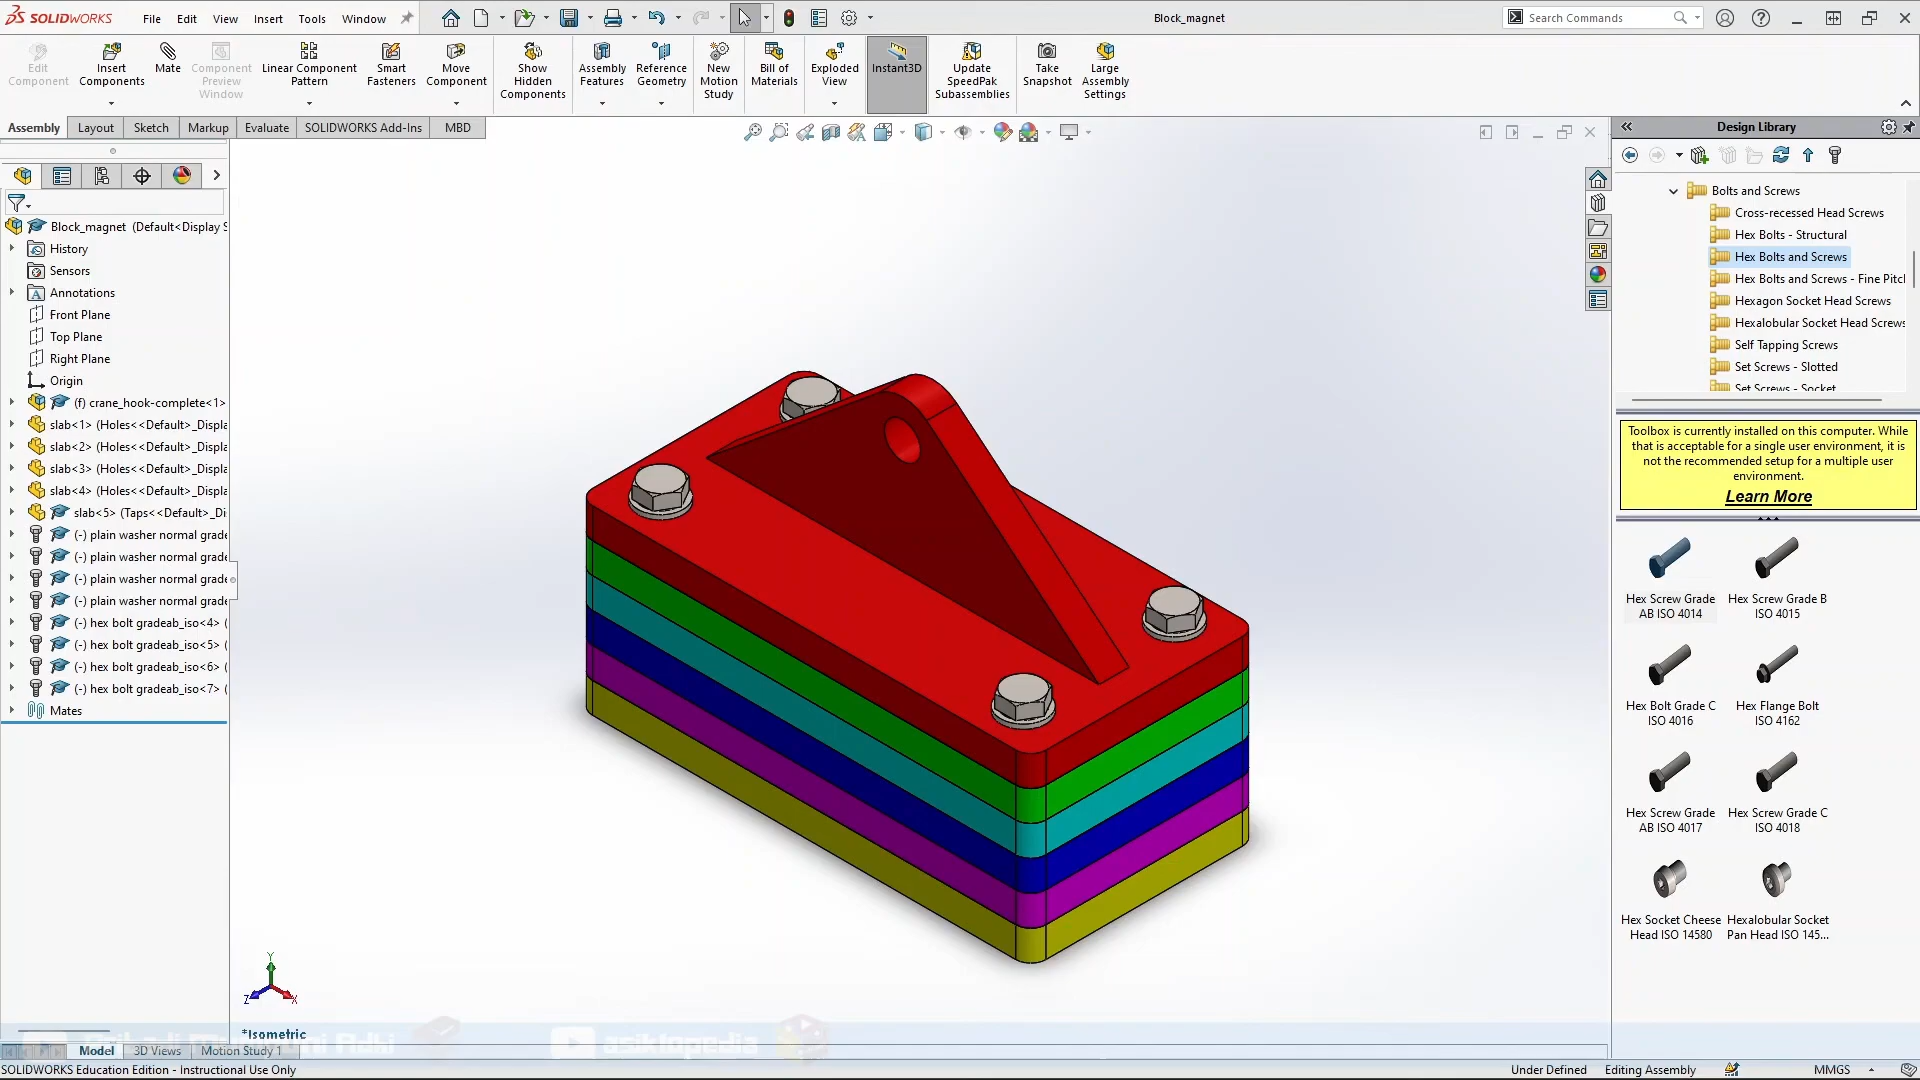 SOLIDWORKS File Edit View Insert Tools Window
Block_magnet
Search Commands
Edit Component
Insert Components
Mate
Component Preview Window
Linear Component Pattern
Smart Fasteners
Move Component
Show Hidden Components
Assembly Features
Reference Geometry
New Motion Study
Bill of Materials
Exploded View
Instant3D
Update SpeedPak Subassemblies
Take Snapshot
Large Assembly Settings
Assembly Layout Sketch Markup Evaluate SOLIDWORKS Add-Ins MBD
Block_magnet (Default<Display S
History
Sensors
Annotations
Front Plane
Top Plane
Right Plane
Origin
(f) crane_hook-complete<1>
slab<1> (Holes<<Default>_Displa
slab<2> (Holes<<Default>_Displa
slab<3> (Holes<<Default>_Displa
slab<4> (Holes<<Default>_Displa
slab<5> (Taps<<Default>_Di
(-) plain washer normal grade
(-) plain washer normal grade
(-) plain washer normal grade
(-) plain washer normal grade
(-) hex bolt gradeab_iso<4> (
(-) hex bolt gradeab_iso<5> (
(-) hex bolt gradeab_iso<6> (
(-) hex bolt gradeab_iso<7> (
Mates
Y
Z
X
*Isometric
asiklopedia
Model 3D Views Motion Study 1
SOLIDWORKS Education Edition - Instructional Use Only
Under Defined Editing Assembly MMGS
Design Library
Bolts and Screws
Cross-recessed Head Screws
Hex Bolts - Structural
Hex Bolts and Screws
Hex Bolts and Screws - Fine Pitc
Hexagon Socket Head Screws
Hexalobular Socket Head Screws
Self Tapping Screws
Set Screws - Slotted
Set Screws - Socket
Toolbox is currently installed on this computer. While
that is acceptable for a single user environment, it is
not the recommended setup for a multiple user
environment.
Learn More
Hex Screw Grade AB ISO 4014
Hex Screw Grade B ISO 4015
Hex Bolt Grade C ISO 4016
Hex Flange Bolt ISO 4162
Hex Screw Grade AB ISO 4017
Hex Screw Grade C ISO 4018
Hex Socket Cheese Head ISO 14580
Hexalobular Socket Pan Head ISO 145...